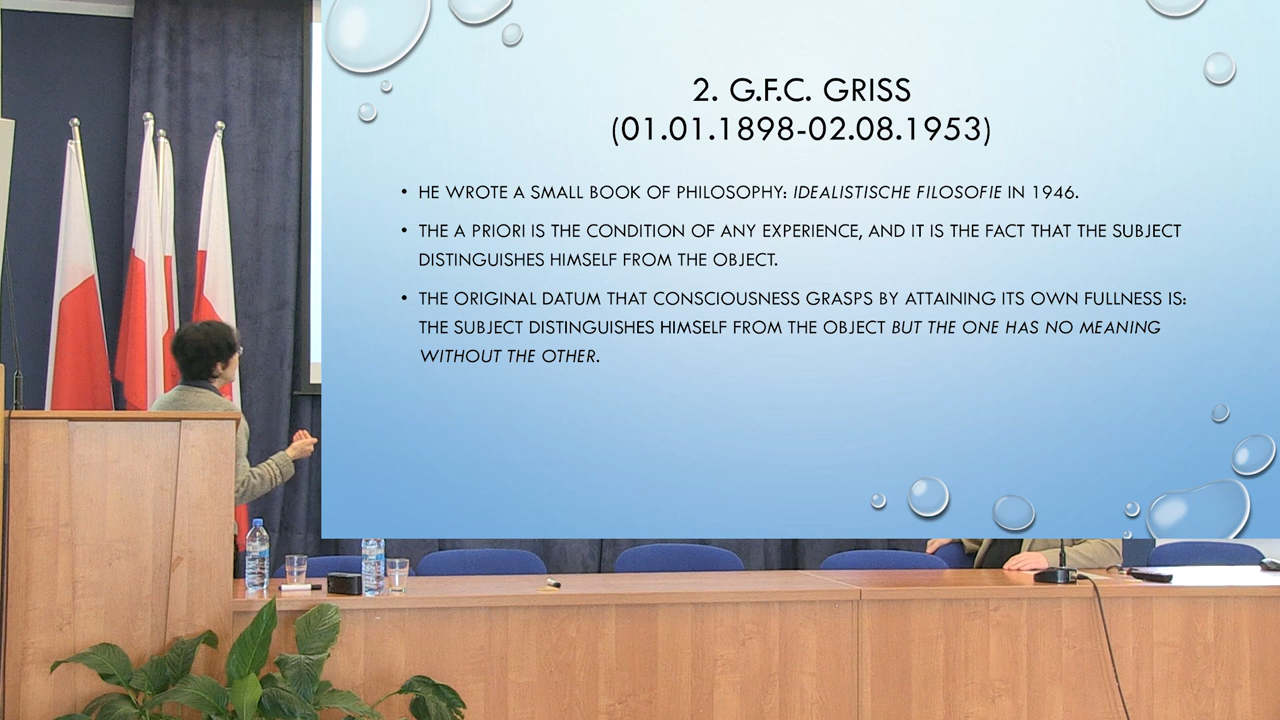 2. G.F.C. GRISS
(01.01.1898-02.08.1953)
• HE WROTE A SMALL BOOK OF PHILOSOPHY: IDEALISTISCHE FILOSOFIE IN 1946.
• THE A PRIORI IS THE CONDITION OF ANY EXPERIENCE, AND IT IS THE FACT THAT THE SUBJECT
DISTINGUISHES HIMSELF FROM THE OBJECT.
• THE ORIGINAL DATUM THAT CONSCIOUSNESS GRASPS BY ATTAINING ITS OWN FULLNESS IS:
THE SUBJECT DISTINGUISHES HIMSELF FROM THE OBJECT BUT THE ONE HAS NO MEANING
WITHOUT THE OTHER.